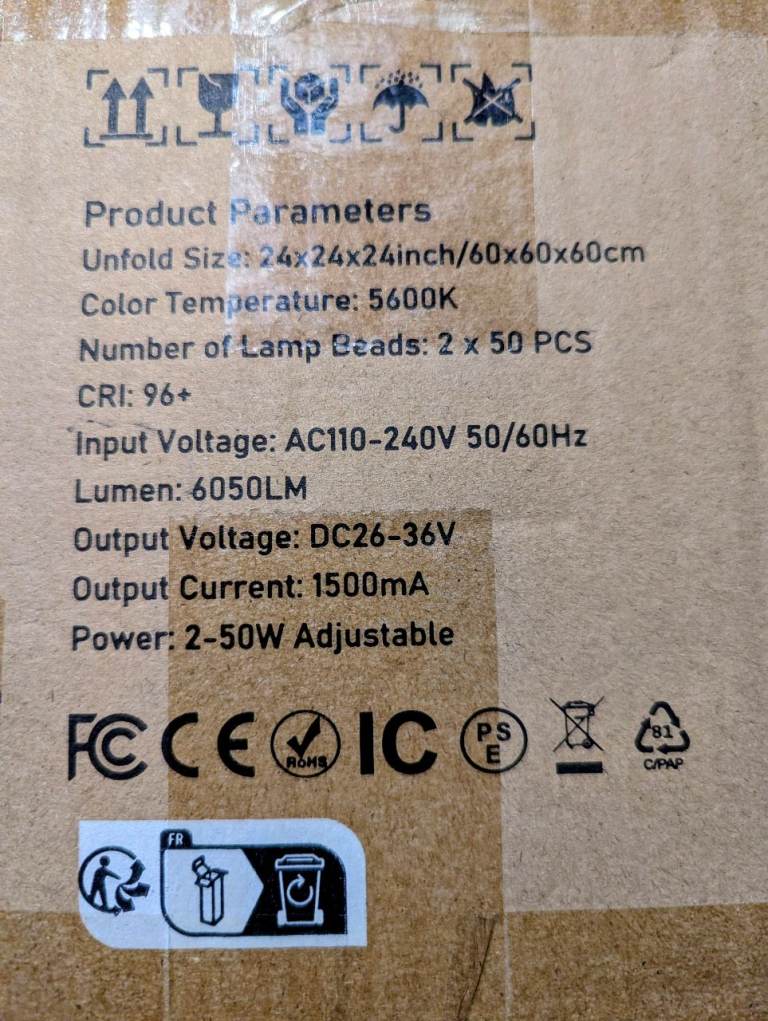 Product Parameters
Unfold Size: 24x24x24inch/60x60x60cm
Color Temperature: 5600K
Number of Lamp Beads: 2 x 50 PCS
CRI: 96+
Input Voltage: AC110-240V 50/60Hz
Lumen: 6050LM
Output Voltage: DC26-36V
Output Current: 1500mA
Power: 2-50W Adjustable
FC CE RoHS IC PS E 81
C/PAP
FR